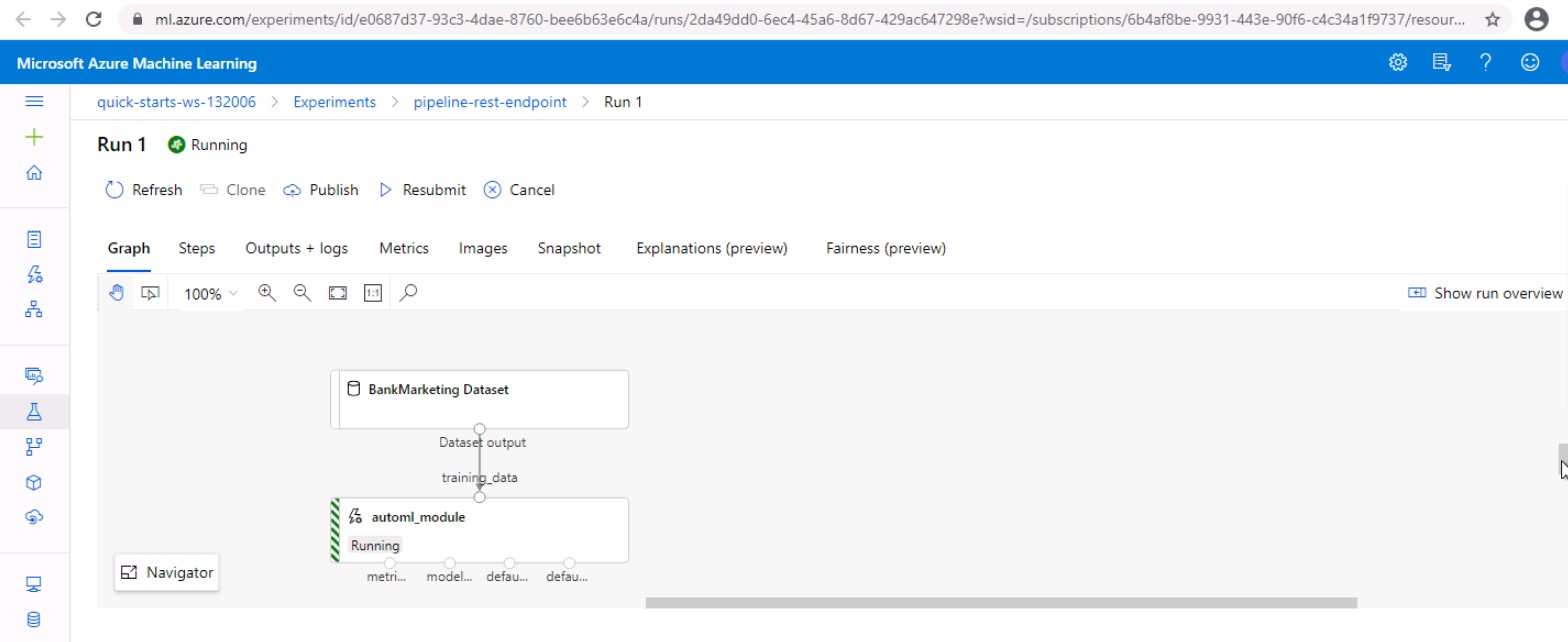 ml.azure.com/experiments/id/e0687d37-93c3-4dae-8760-bee6b63e6c4a/runs/2da49dd0-6ec4-45a6-8d67-429ac647298e?wsid=/subscriptions/6b4af8be-9931-443e-90f6-c4c34a1f9737/resour...
Microsoft Azure Machine Learning
quick-starts-ws-132006 > Experiments > pipeline-rest-endpoint > Run 1
Run 1 Running
Refresh Clone Publish Resubmit Cancel
Graph Steps Outputs + logs Metrics Images Snapshot Explanations (preview) Fairness (preview)
100% 1:1 Show run overview
BankMarketing Dataset
Dataset output
training_data
automl_module
Running
Navigator
metri... model... defau... defau...